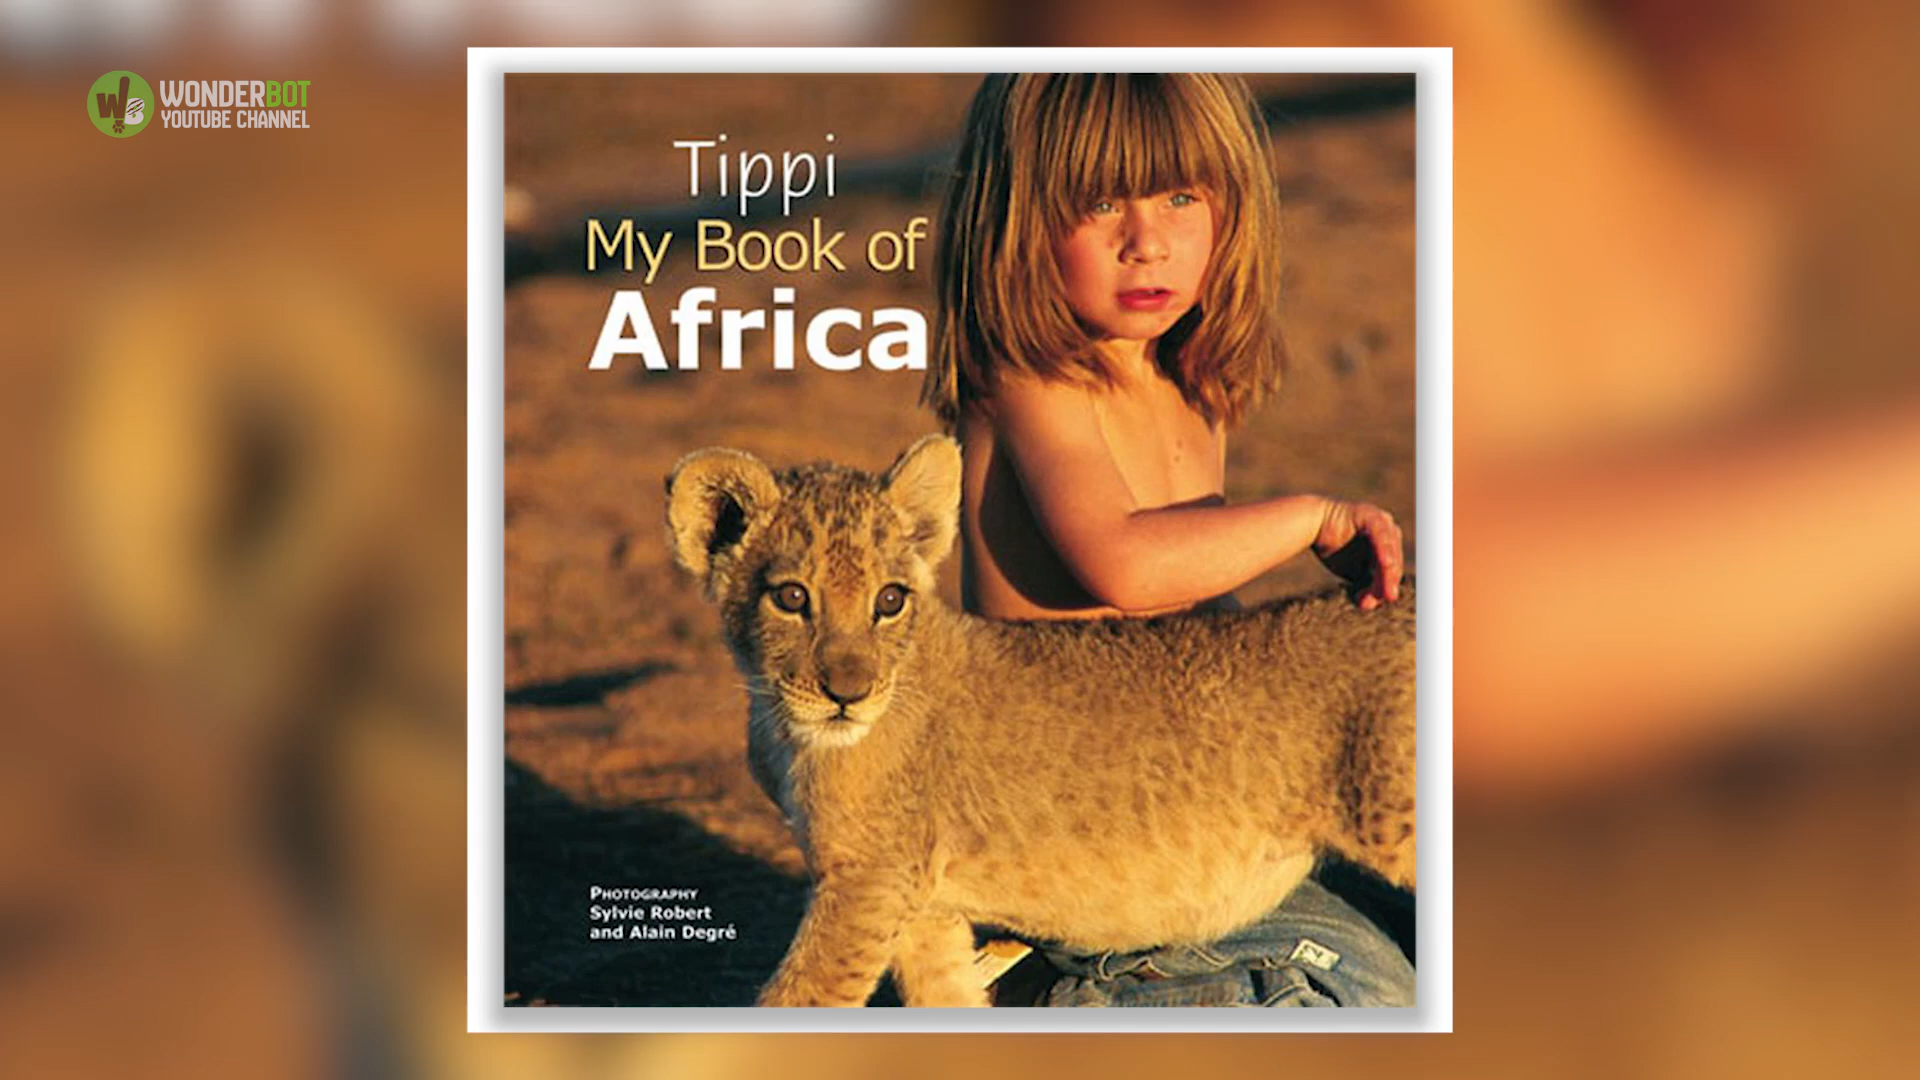 WONDERBOT
YOUTUBE CHANNEL
Tippi
My Book of
Africa
PHOTOGRAPHY
Sylvie Robert
and Alain Degré